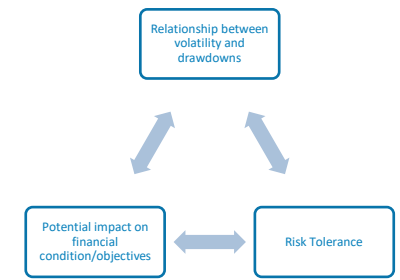 Relationship between
volatility and
drawdowns
Potential impact on
financial
condition/objectives
Risk Tolerance